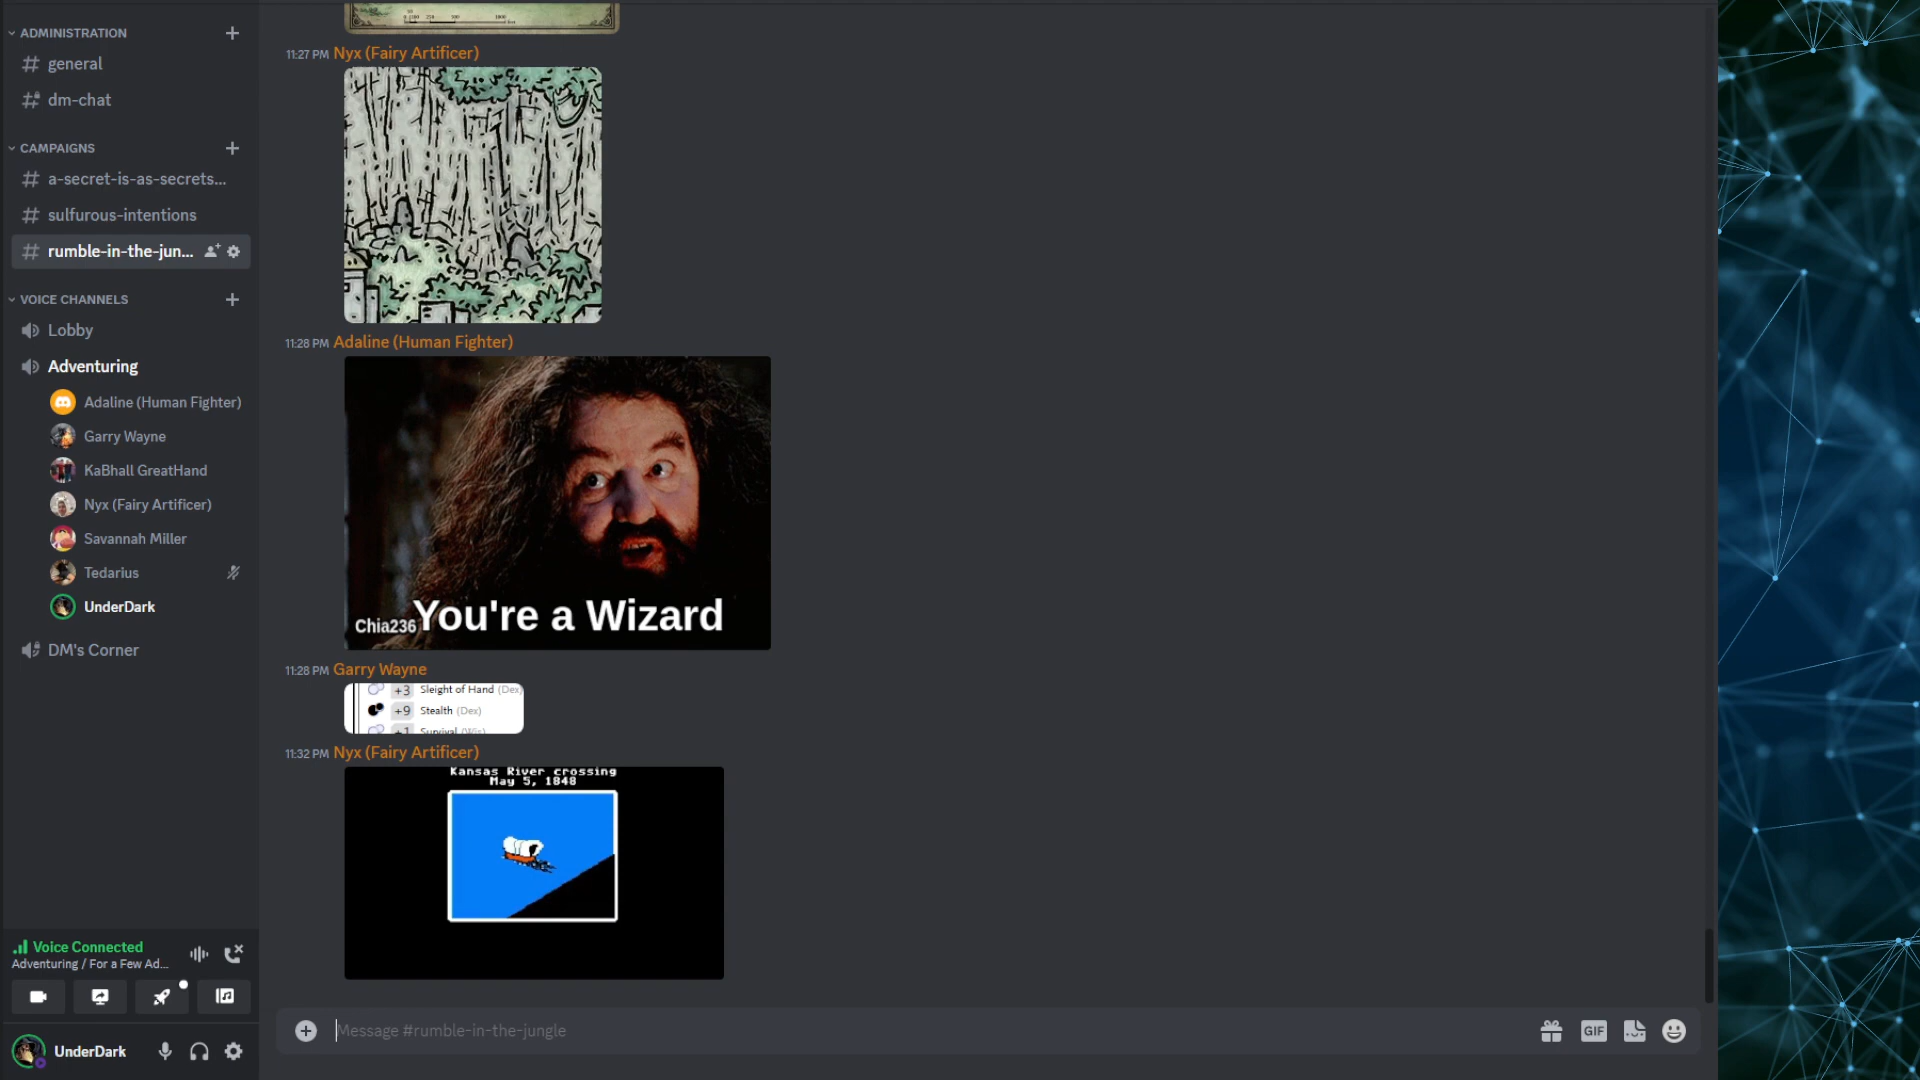 ADMINISTRATION
general
dm-chat
CAMPAIGNS
a-secret-is-as-secrets...
sulfurous-intentions
rumble-in-the-jun...
VOICE CHANNELS
Lobby
Adventuring
Adaline (Human Fighter)
Garry Wayne
KaBhall GreatHand
Nyx (Fairy Artificer)
Savannah Miller
Tedarius
UnderDark
DM's Corner
Voice Connected
Adventuring / For a Few Ad...
UnderDark
11:27 PM Nyx (Fairy Artificer)
11:28 PM Adaline (Human Fighter)
Chia236
You're a Wizard
11:28 PM Garry Wayne
+3 Sleight of Hand (Dex)
+9 Stealth (Dex)
+1 Survival (Wis)
11:32 PM Nyx (Fairy Artificer)
Kansas River crossing
May 5, 1848
Message #rumble-in-the-jungle
GIF